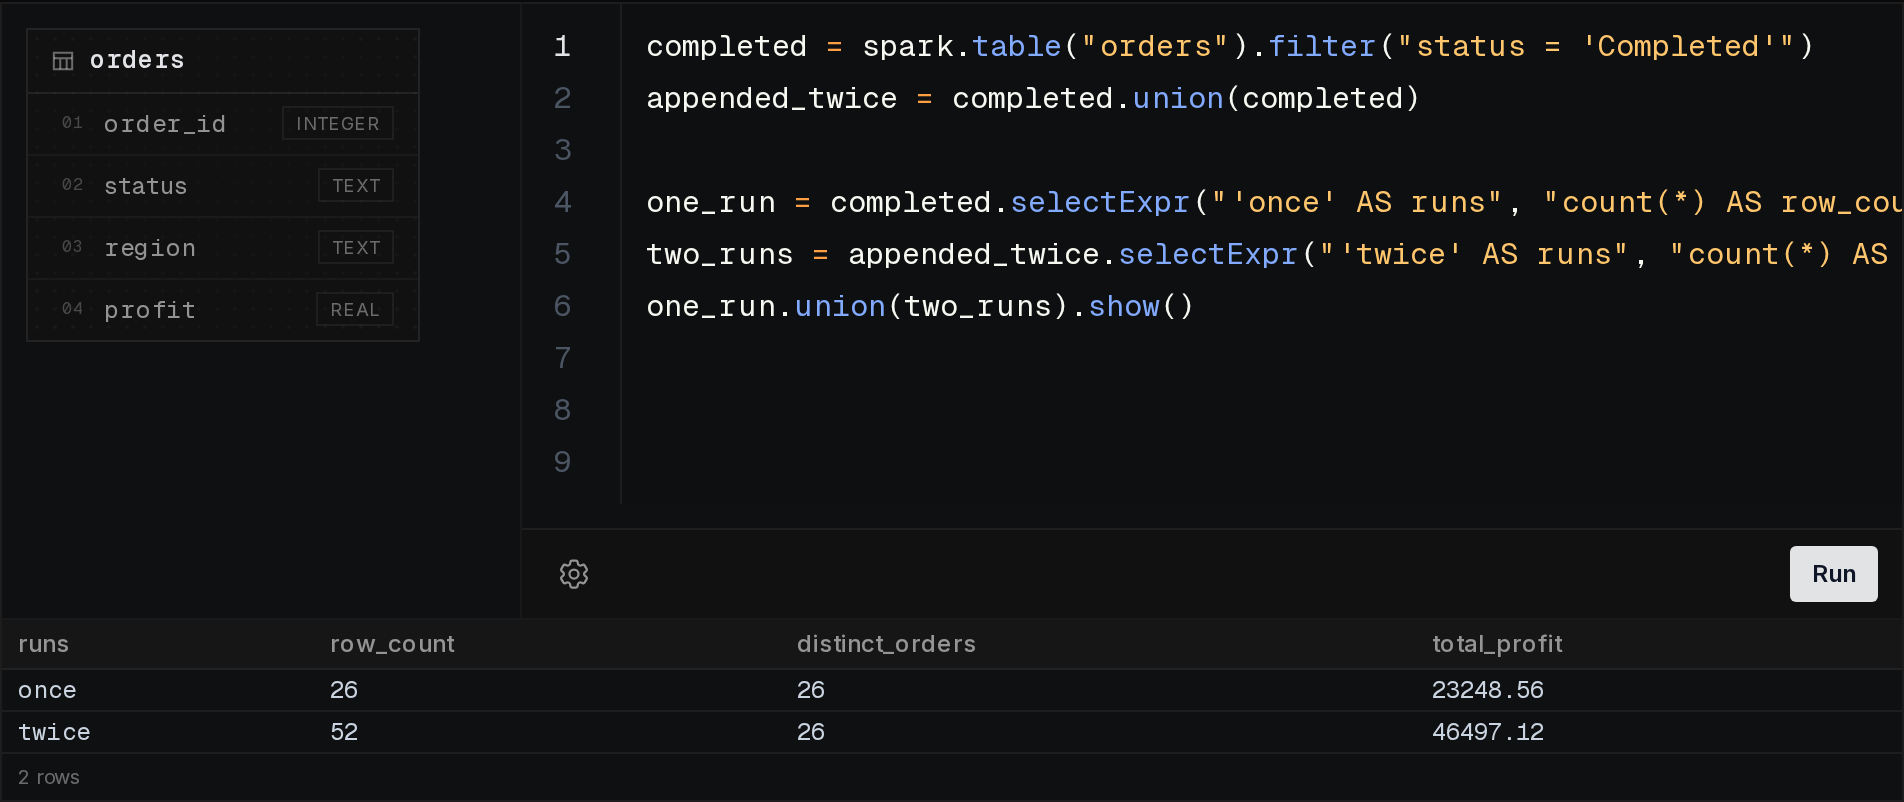 orders
01 order_id INTEGER
02 status TEXT
03 region TEXT
04 profit REAL
1 completed = spark.table("orders").filter("status = 'Completed'")
2 appended_twice = completed.union(completed)
3
4 one_run = completed.selectExpr("'once' AS runs", "count(*) AS row_cou
5 two_runs = appended_twice.selectExpr("'twice' AS runs", "count(*) AS
6 one_run.union(two_runs).show()
7
8
9
Run
runs row_count distinct_orders total_profit
once 26 26 23248.56
twice 52 26 46497.12
2 rows